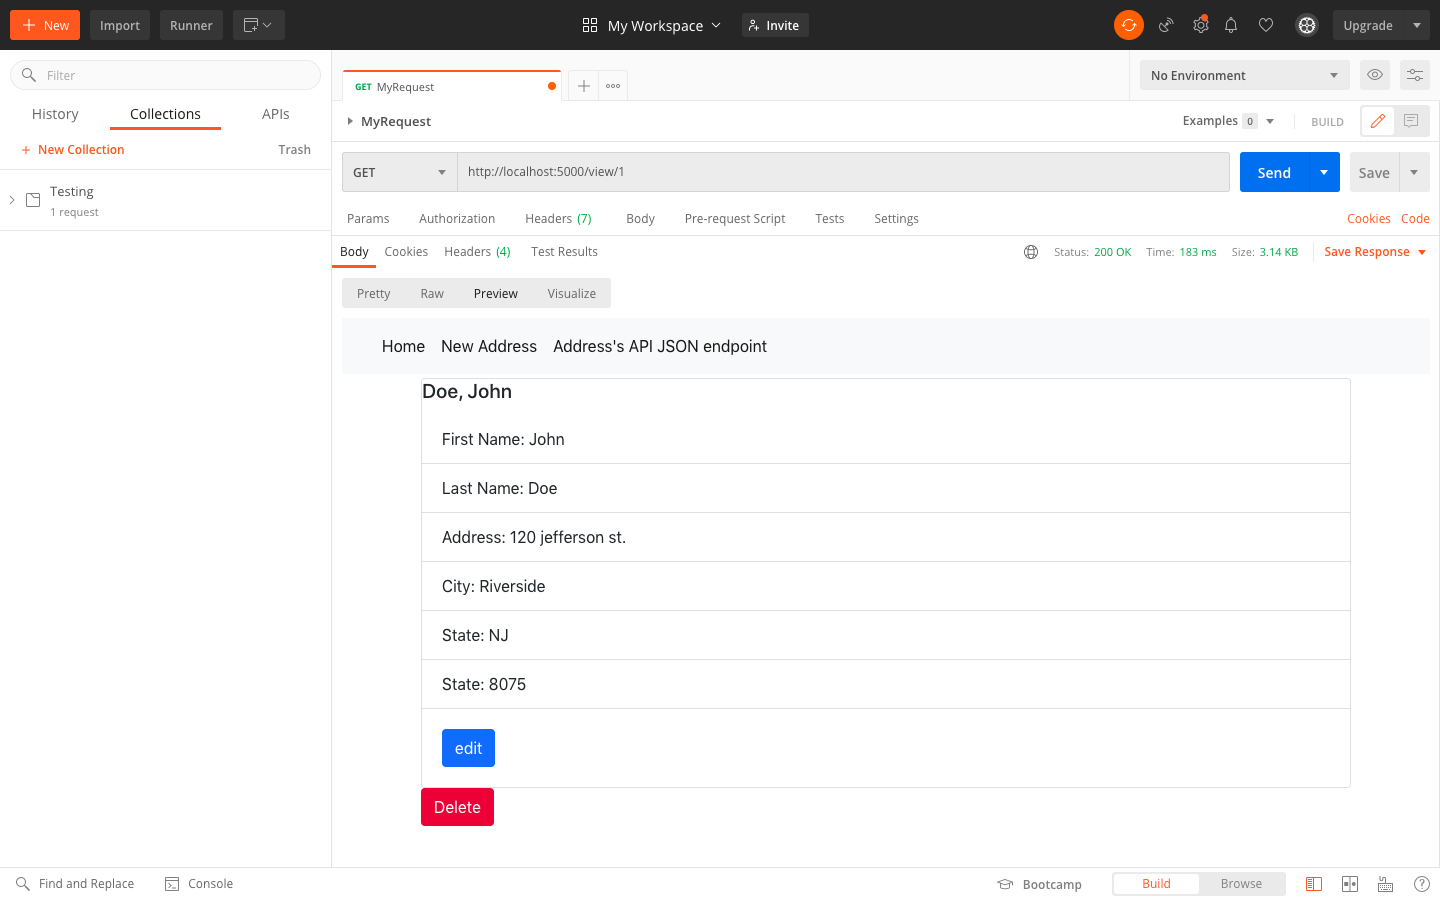 New Import Runner My Workspace Invite Upgrade
Filter
History Collections APIs
+ New Collection Trash
Testing
1 request
GET MyRequest No Environment
MyRequest Examples 0 BUILD
GET http://localhost:5000/view/1 Send Save
Params Authorization Headers (7) Body Pre-request Script Tests Settings Cookies Code
Body Cookies Headers (4) Test Results Status: 200 OK Time: 183 ms Size: 3.14 KB Save Response
Pretty Raw Preview Visualize
Home New Address Address's API JSON endpoint
Doe, John
First Name: John
Last Name: Doe
Address: 120 jefferson st.
City: Riverside
State: NJ
State: 8075
edit
Delete
Find and Replace Console Bootcamp Build Browse